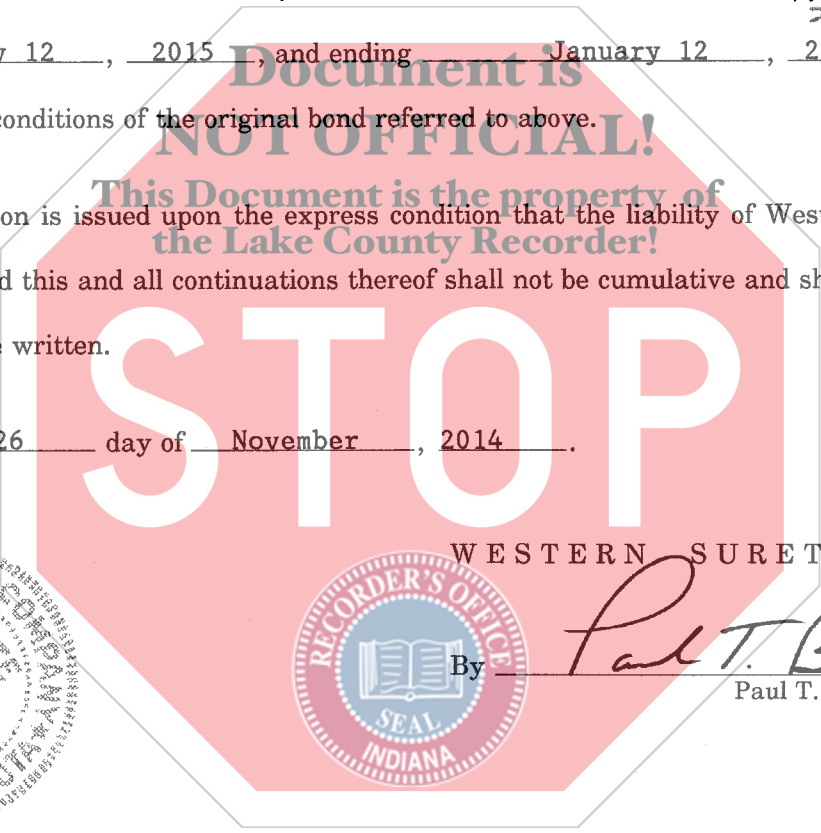 12 , 2015 , and ending January 12 , 2
Document is
conditions of the original bond referred to above.
NOT OFFICIAL!
This Document is the property of
on is issued upon the express condition that the liability of Wes
the Lake County Recorder!
d this and all continuations thereof shall not be cumulative and sh
e written.
STOP
26 day of November , 2014 .
WESTERN SURET
RECORDER'S OFFICE
SEAL
INDIANA
By Paul T. B
Paul T.